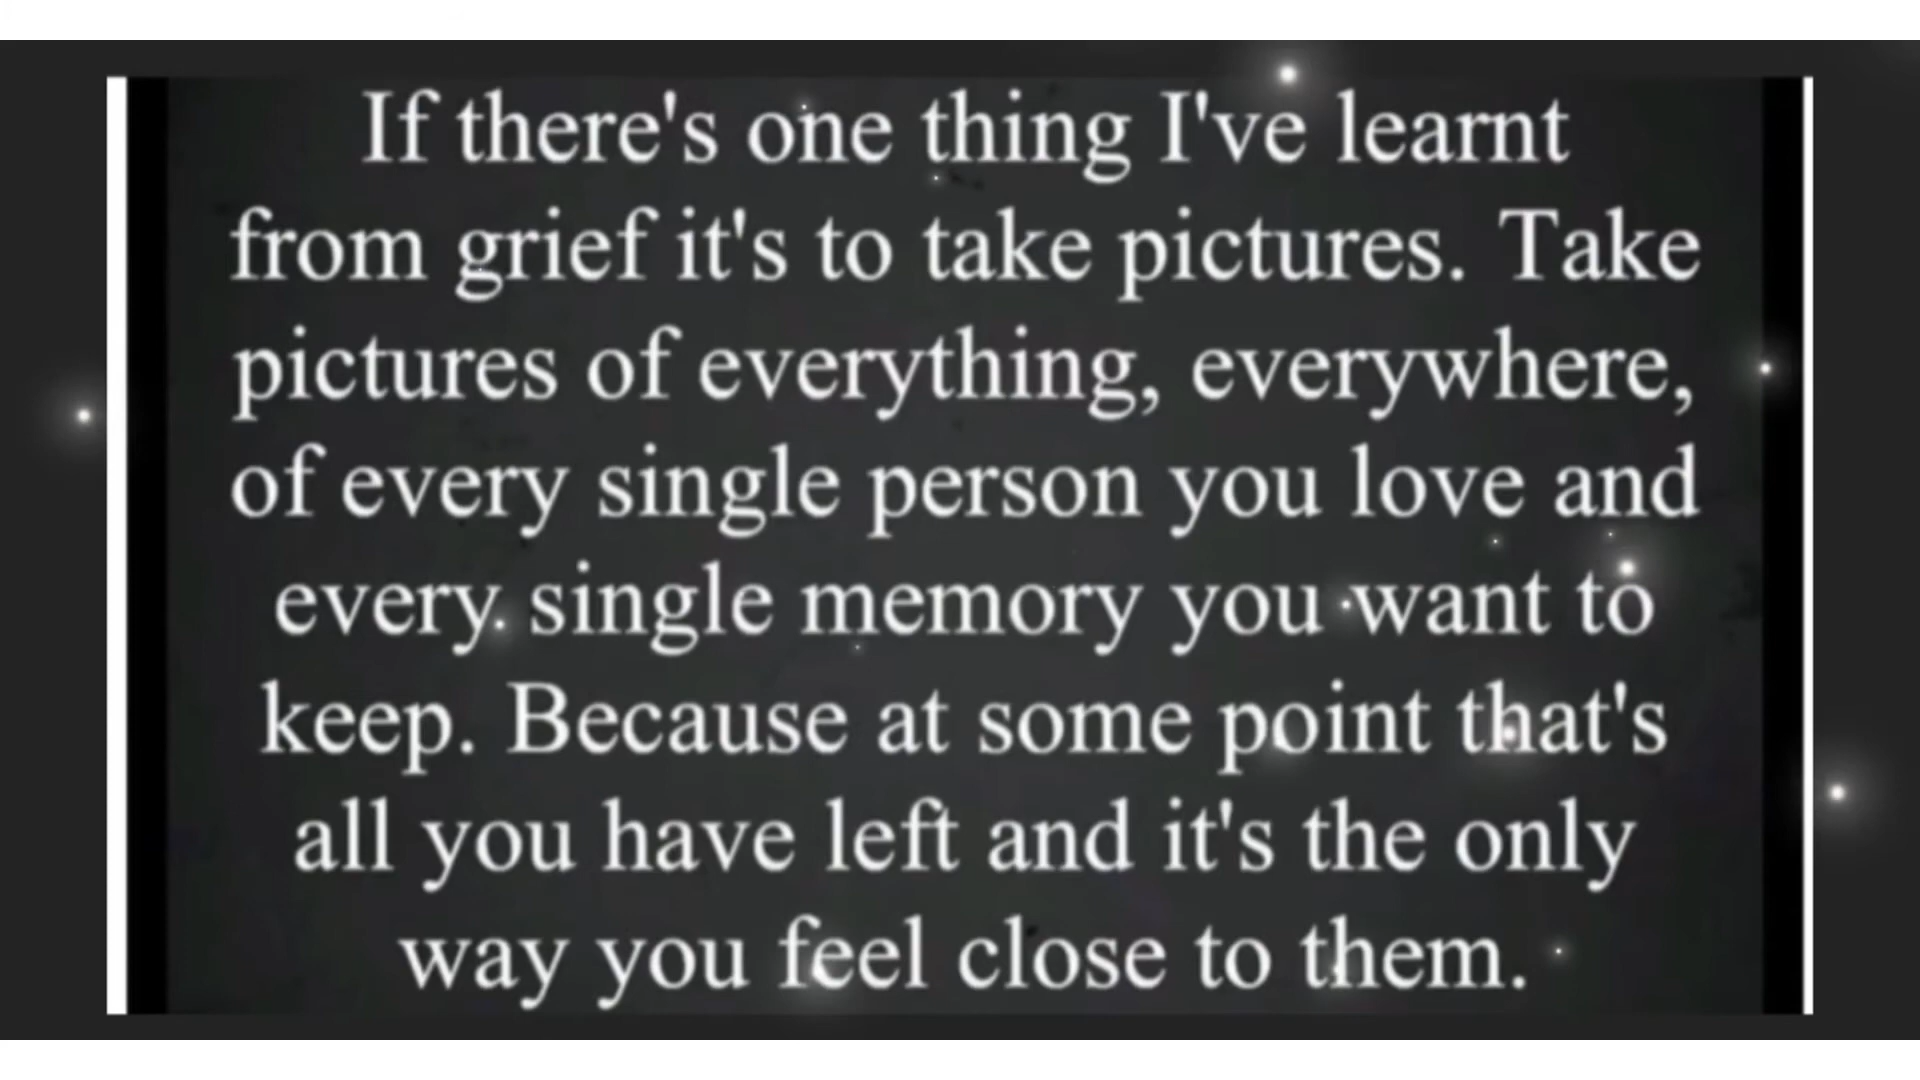 If there's one thing I've learnt
from grief it's to take pictures. Take
pictures of everything, everywhere,
of every single person you love and
every single memory you want to
keep. Because at some point that's
all you have left and it's the only
way you feel close to them.